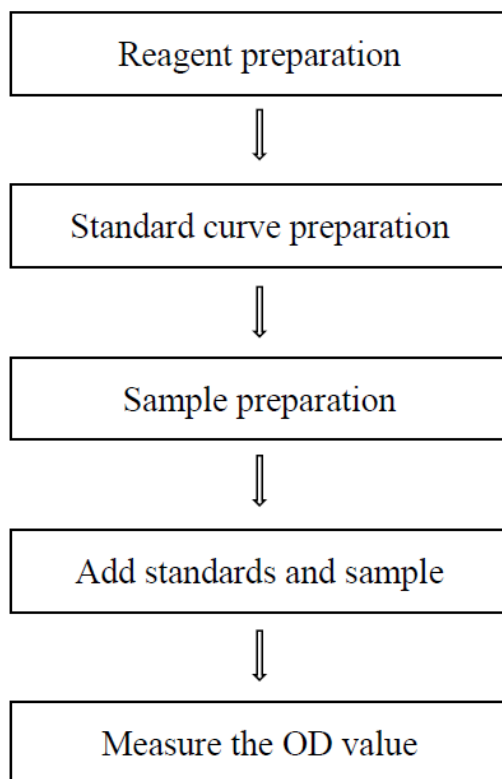 Reagent preparation
Standard curve preparation
Sample preparation
Add standards and sample
Measure the OD value